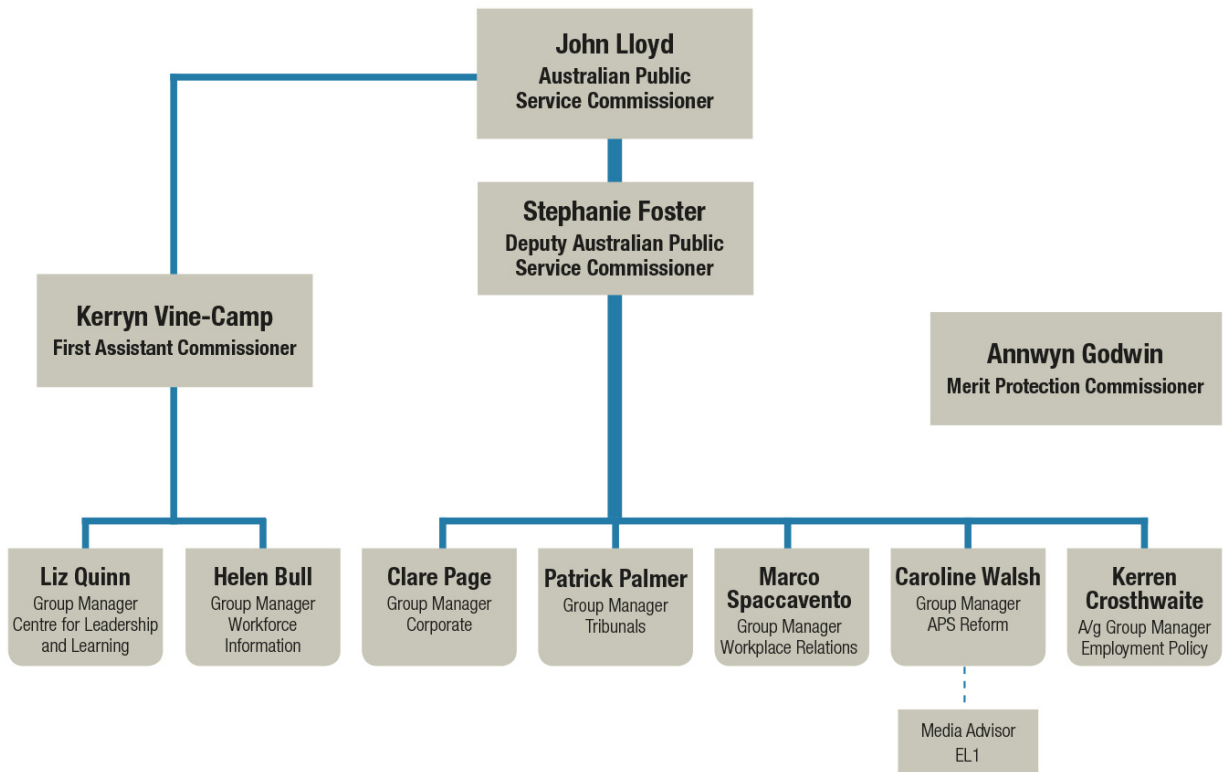 John Lloyd
Australian Public
Service Commissioner
Stephanie Foster
Deputy Australian Public
Service Commissioner
Kerryn Vine-Camp
First Assistant Commissioner
Annwyn Godwin
Merit Protection Commissioner
Liz Quinn
Group Manager
Centre for Leadership
and Learning
Helen Bull
Group Manager
Workforce
Information
Clare Page
Group Manager
Corporate
Patrick Palmer
Group Manager
Tribunals
Marco
Spaccavento
Group Manager
Workplace Relations
Caroline Walsh
Group Manager
APS Reform
Kerren
Crosthwaite
A/g Group Manager
Employment Policy
Media Advisor
EL1